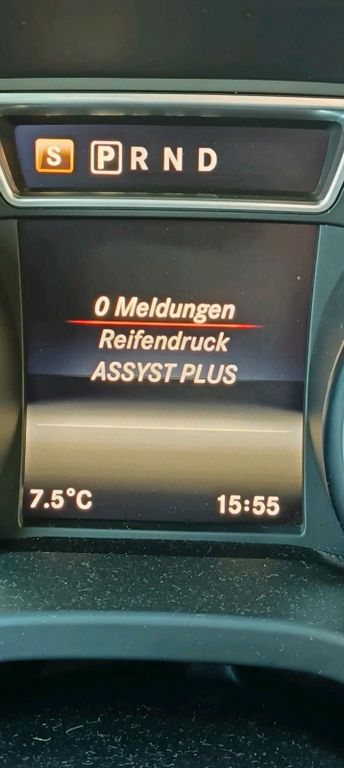 S P R N D
0 Meldungen
Reifendruck
ASSYST PLUS
7.5°C 15:55